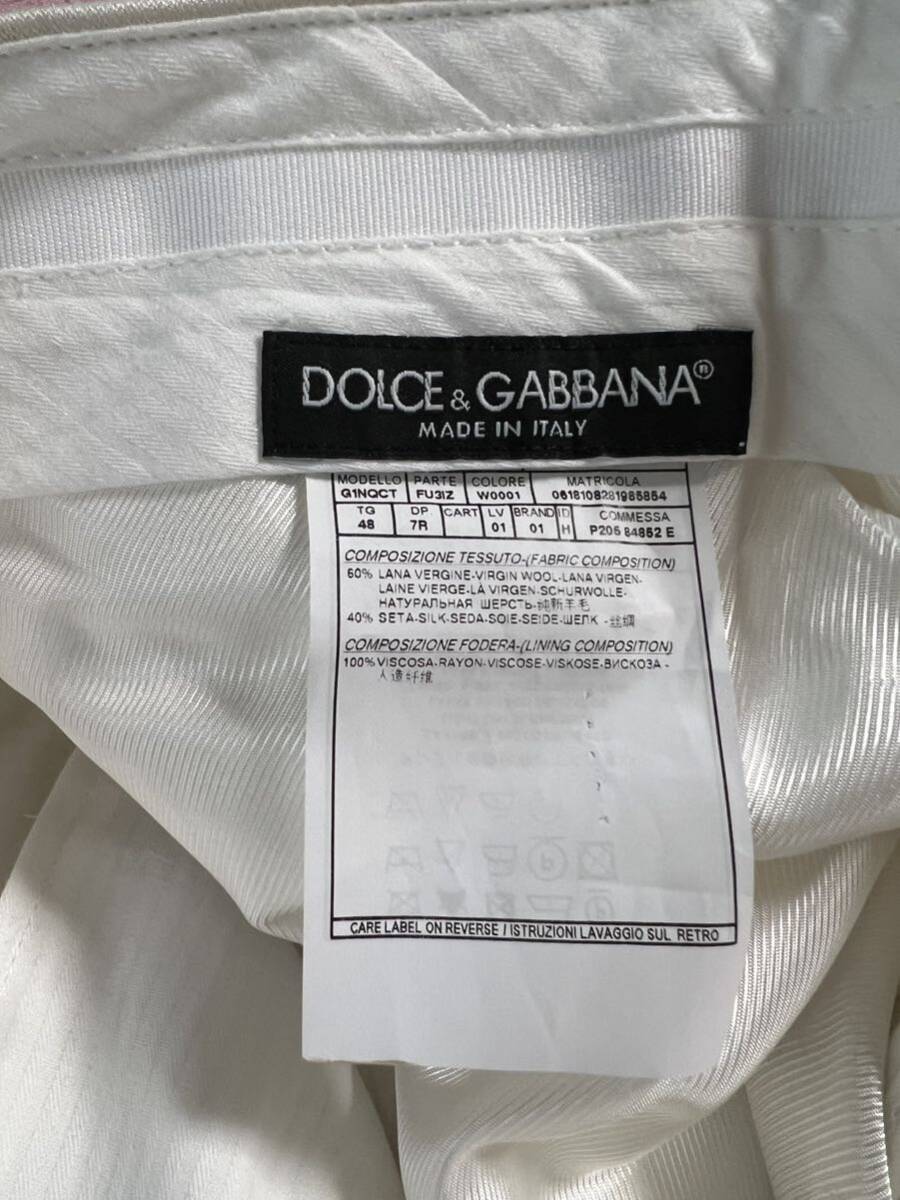 DOLCE & GABBANA®
MADE IN ITALY
MODELLO PARTE COLORE MATRICOLA
G1NQCT FU3IZ W0001 0618108281985854
TG DP CART LV BRAND ID COMMESSA
48 7R 01 01 H P205 84852 E
COMPOSIZIONE TESSUTO-(FABRIC COMPOSITION)
60% LANA VERGINE-VIRGIN WOOL-LANA VIRGEN-
LAINE VIERGE-LÀ VIRGEN-SCHURWOLLE-
НАТУРАЛЬНАЯ ШЕРСТЬ-纯新羊毛
40% SETA-SILK-SEDA-SOIE-SEIDE-ШЕЛК -丝绸
COMPOSIZIONE FODERA-(LINING COMPOSITION)
100% VISCOSA-RAYON-VISCOSE-VISKOSE-ВИСКОЗА -
人造纤维
CARE LABEL ON REVERSE / ISTRUZIONI LAVAGGIO SUL RETRO